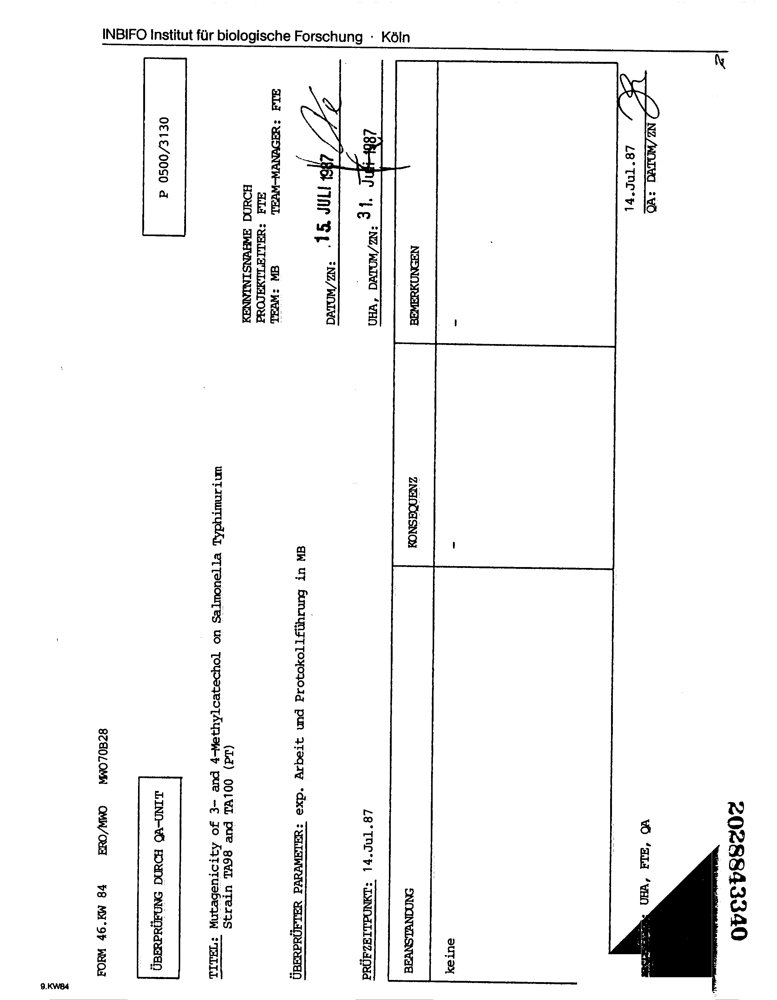 INBIFO Institut für biologische Forschung · Köln
FORM 46.KW 84 ERO/MWO MWO70B28
ÜBERPRÜFUNG DURCH QA-UNIT
P 0500/3130
TITEL: Mutagenicity of 3- and 4-Methylcatechol on Salmonella Typhimurium
Strain TA98 and TA100 (PT)
KENNTNISNAHME DURCH
PROJEKTLEITER: FTE
TEAM: MB TEAM-MANAGER: FTE
ÜBERPRÜFTER PARAMETER: exp. Arbeit und Protokollführung in MB
DATUM/ZN: 15. JULI 1987
PRÜFZEITPUNKT: 14.Jul.87
UHA, DATUM/ZN: 31. Juli 1987
BEANSTANDUNG KONSEQUENZ BEMERKUNGEN
keine - -
14.Jul.87
UHA, FTE, QA
QA: DATUM/ZN
2
2028843340
9.KW84